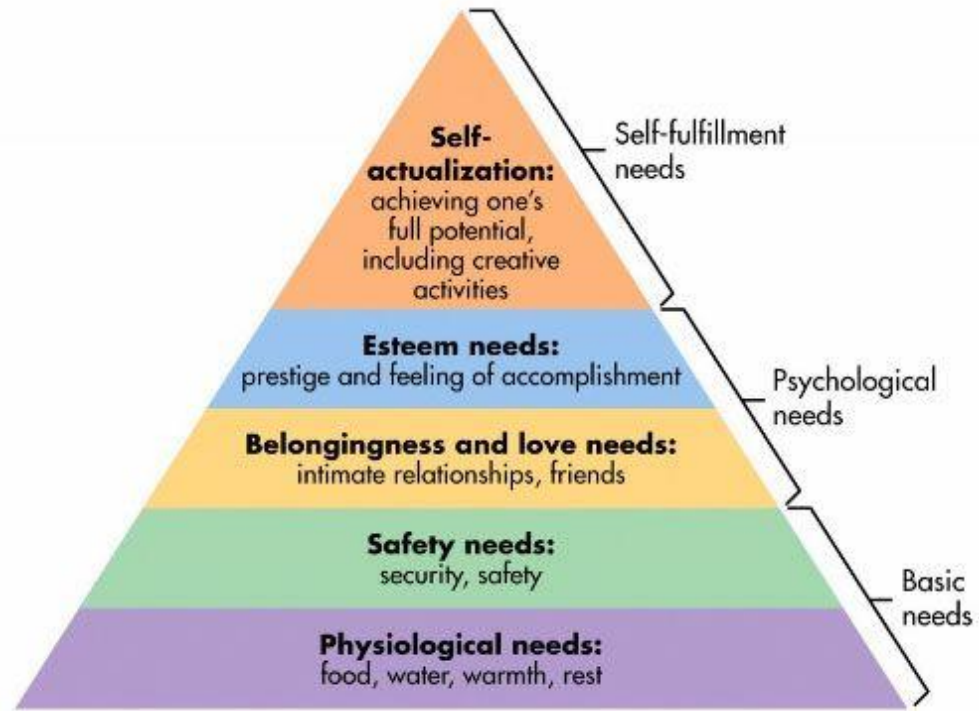 Self-
actualization:
achieving one's
full potential,
including creative
activities
Self-fulfillment
needs
Esteem needs:
prestige and feeling of accomplishment
Psychological
needs
Belongingness and love needs:
intimate relationships, friends
Safety needs:
security, safety
Basic
needs
Physiological needs:
food, water, warmth, rest